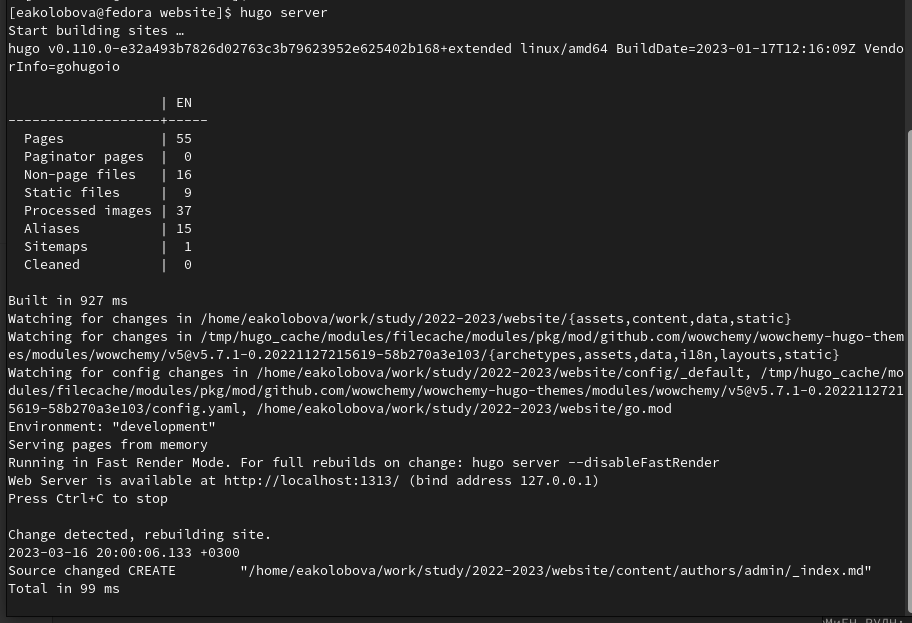 [eakolobova@fedora website]$ hugo server
Start building sites …
hugo v0.110.0-e32a493b7826d02763c3b79623952e625402b168+extended linux/amd64 BuildDate=2023-01-17T12:16:09Z Vendo
rInfo=gohugoio
                   | EN
-------------------+-----
  Pages            | 55
  Paginator pages  |  0
  Non-page files   | 16
  Static files     |  9
  Processed images | 37
  Aliases          | 15
  Sitemaps         |  1
  Cleaned          |  0
Built in 927 ms
Watching for changes in /home/eakolobova/work/study/2022-2023/website/{assets,content,data,static}
Watching for changes in /tmp/hugo_cache/modules/filecache/modules/pkg/mod/github.com/wowchemy/wowchemy-hugo-them
es/modules/wowchemy/v5@v5.7.1-0.20221127215619-58b270a3e103/{archetypes,assets,data,i18n,layouts,static}
Watching for config changes in /home/eakolobova/work/study/2022-2023/website/config/_default, /tmp/hugo_cache/mo
dules/filecache/modules/pkg/mod/github.com/wowchemy/wowchemy-hugo-themes/modules/wowchemy/v5@v5.7.1-0.2022112721
5619-58b270a3e103/config.yaml, /home/eakolobova/work/study/2022-2023/website/go.mod
Environment: "development"
Serving pages from memory
Running in Fast Render Mode. For full rebuilds on change: hugo server --disableFastRender
Web Server is available at http://localhost:1313/ (bind address 127.0.0.1)
Press Ctrl+C to stop
Change detected, rebuilding site.
2023-03-16 20:00:06.133 +0300
Source changed CREATE        "/home/eakolobova/work/study/2022-2023/website/content/authors/admin/_index.md"
Total in 99 ms